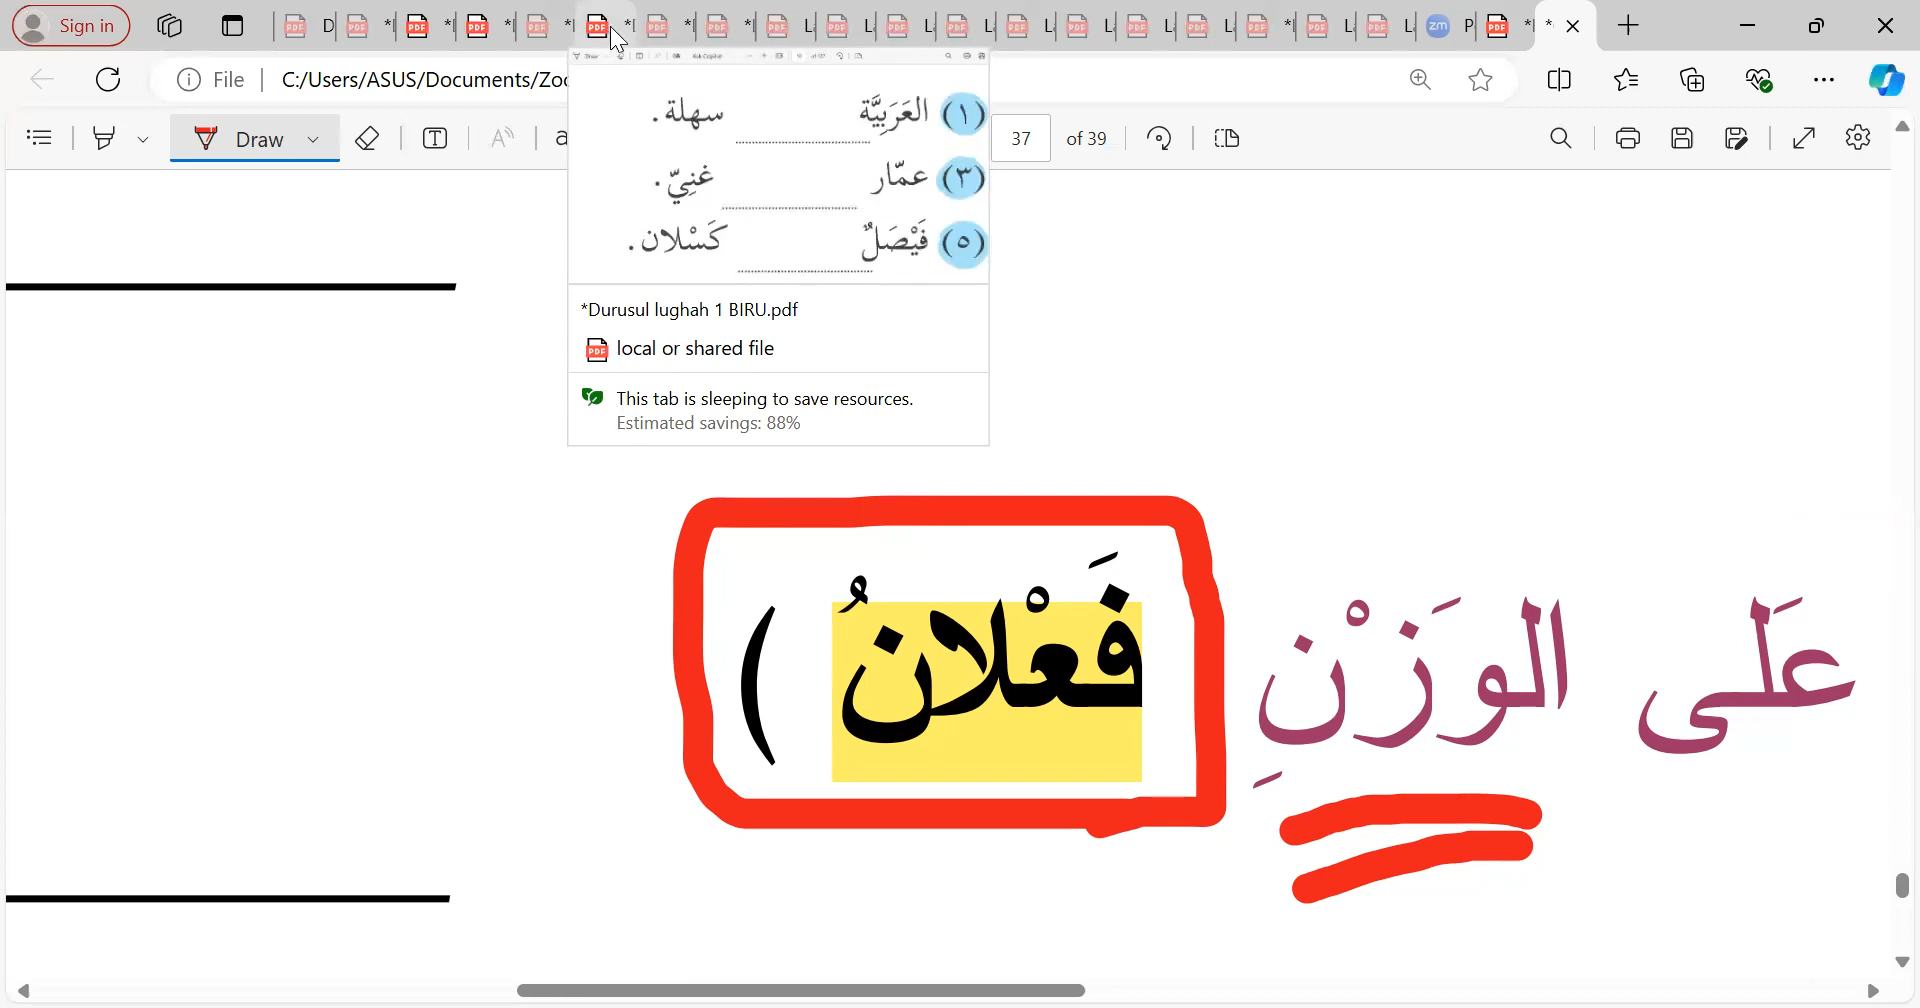 Sign in
File
C:/Users/ASUS/Documents/Zoo
Draw
37 of 39
(١) العَرَبِيَّة ........ سهلة .
(٣) عمّار ........ غنِيّ .
(٥) فَيْصَلٌ ........ كَسْلان .
*Durusul lughah 1 BIRU.pdf
local or shared file
This tab is sleeping to save resources.
Estimated savings: 88%
عَلَى الوَزْنِ فَعْلانُ )